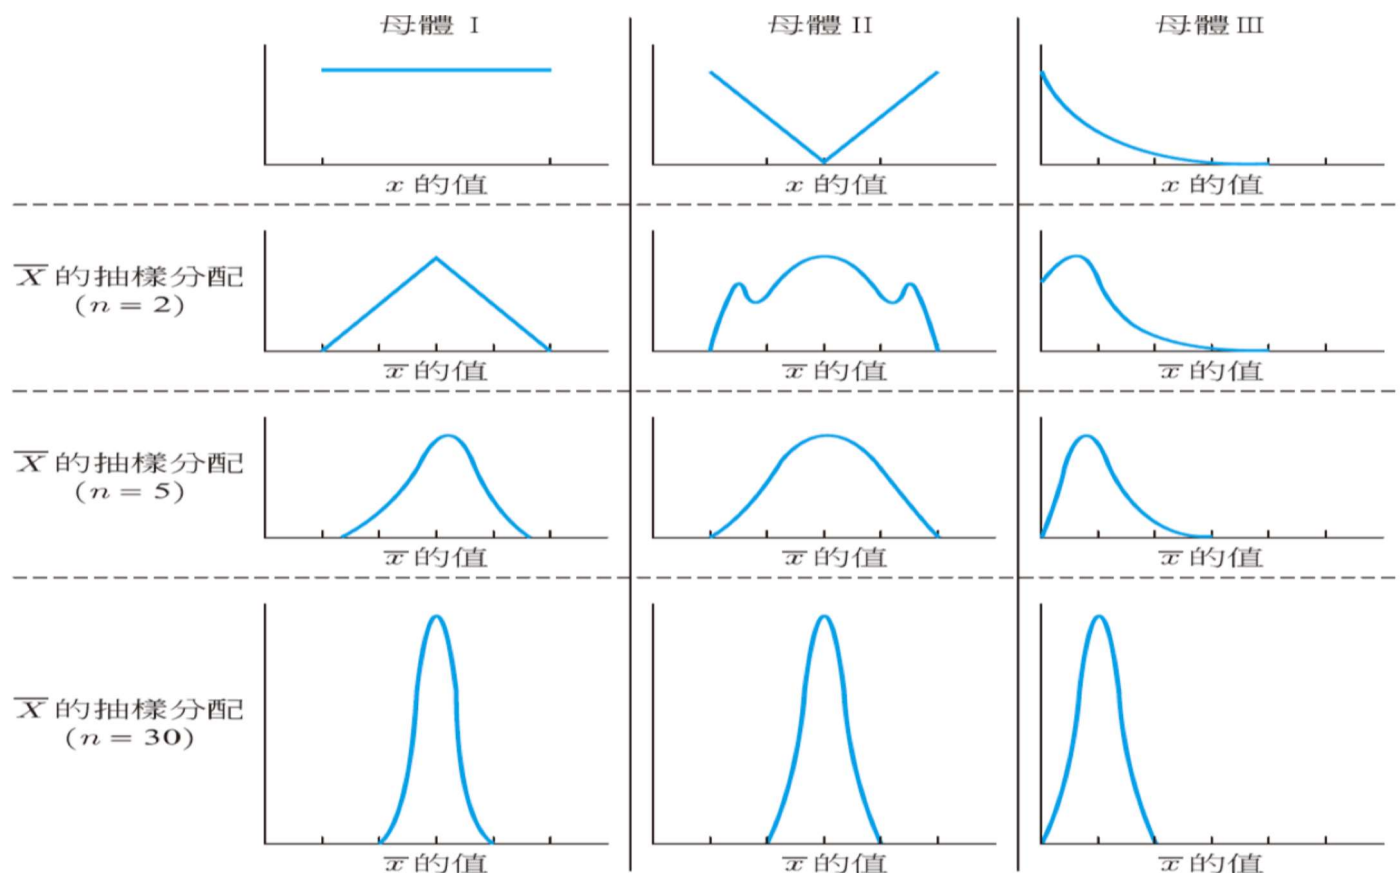 母體 I
母體 II
母體 III
x 的值
x 的值
x 的值
X̄ 的抽樣分配
(n = 2)
x̄ 的值
x̄ 的值
x̄ 的值
X̄ 的抽樣分配
(n = 5)
x̄ 的值
x̄ 的值
x̄ 的值
X̄ 的抽樣分配
(n = 30)
x̄ 的值
x̄ 的值
x̄ 的值